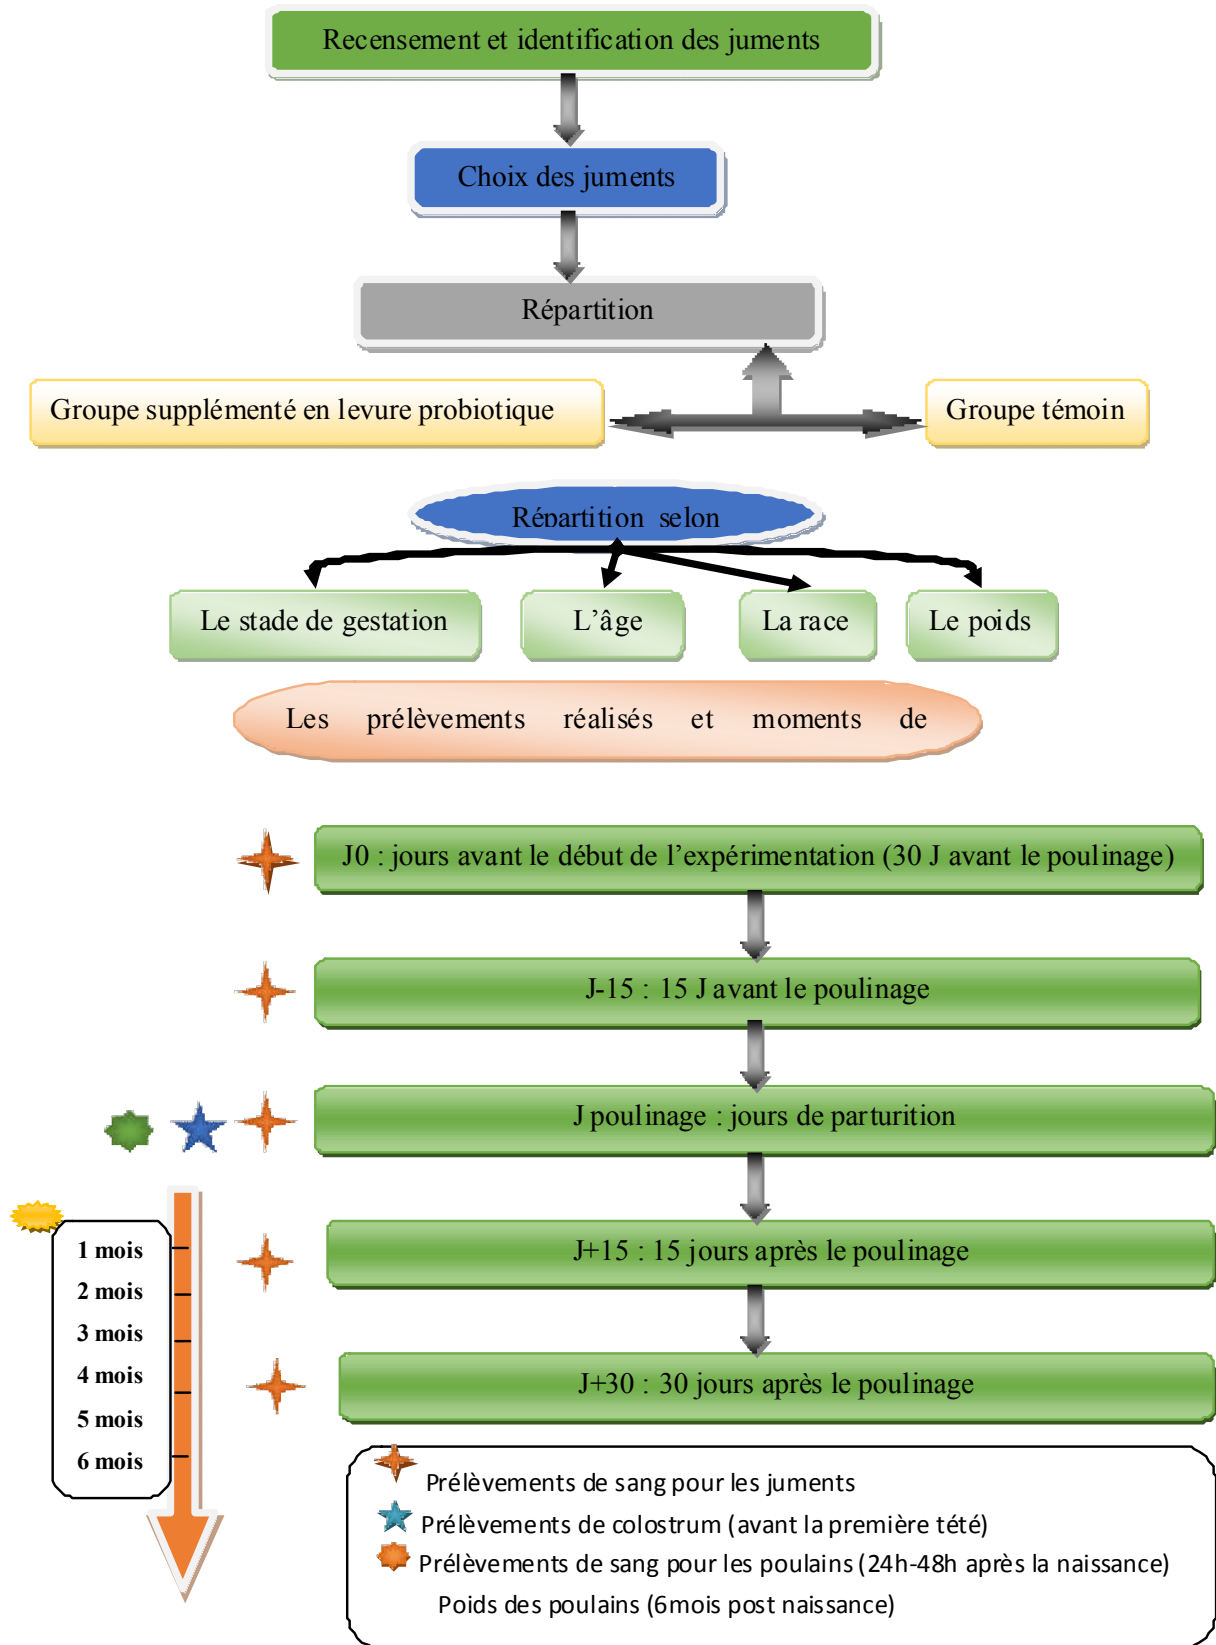 Recensement et identification des juments
Choix des juments
Répartition
Groupe supplémenté en levure probiotique
Groupe témoin
Répartition selon
Le stade de gestation
L'âge
La race
Le poids
Les prélèvements réalisés et moments de
J0 : jours avant le début de l'expérimentation (30 J avant le poulinage)
J-15 : 15 J avant le poulinage
J poulinage : jours de parturition
J+15 : 15 jours après le poulinage
J+30 : 30 jours après le poulinage
1 mois
2 mois
3 mois
4 mois
5 mois
6 mois
Prélèvements de sang pour les juments
Prélèvements de colostrum (avant la première tété)
Prélèvements de sang pour les poulains (24h-48h après la naissance)
Poids des poulains (6mois post naissance)